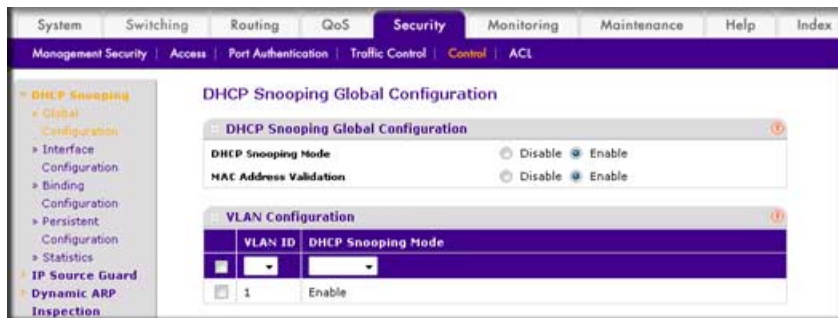 System Switching Routing QoS Security Monitoring Maintenance Help Index
Management Security | Access | Port Authentication | Traffic Control | Control | ACL
DHCP Snooping
» Global
Configuration
» Interface
Configuration
» Binding
Configuration
» Persistent
Configuration
» Statistics
IP Source Guard
Dynamic ARP
Inspection
DHCP Snooping Global Configuration
DHCP Snooping Global Configuration
DHCP Snooping Mode Disable Enable
MAC Address Validation Disable Enable
VLAN Configuration
VLAN ID DHCP Snooping Mode
1 Enable